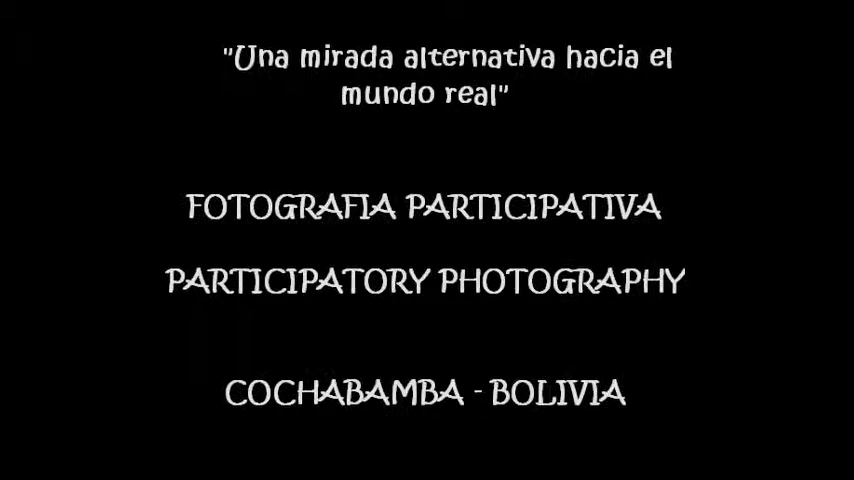 "Una mirada alternativa hacia el
mundo real"
FOTOGRAFIA PARTICIPATIVA
PARTICIPATORY PHOTOGRAPHY
COCHABAMBA - BOLIVIA